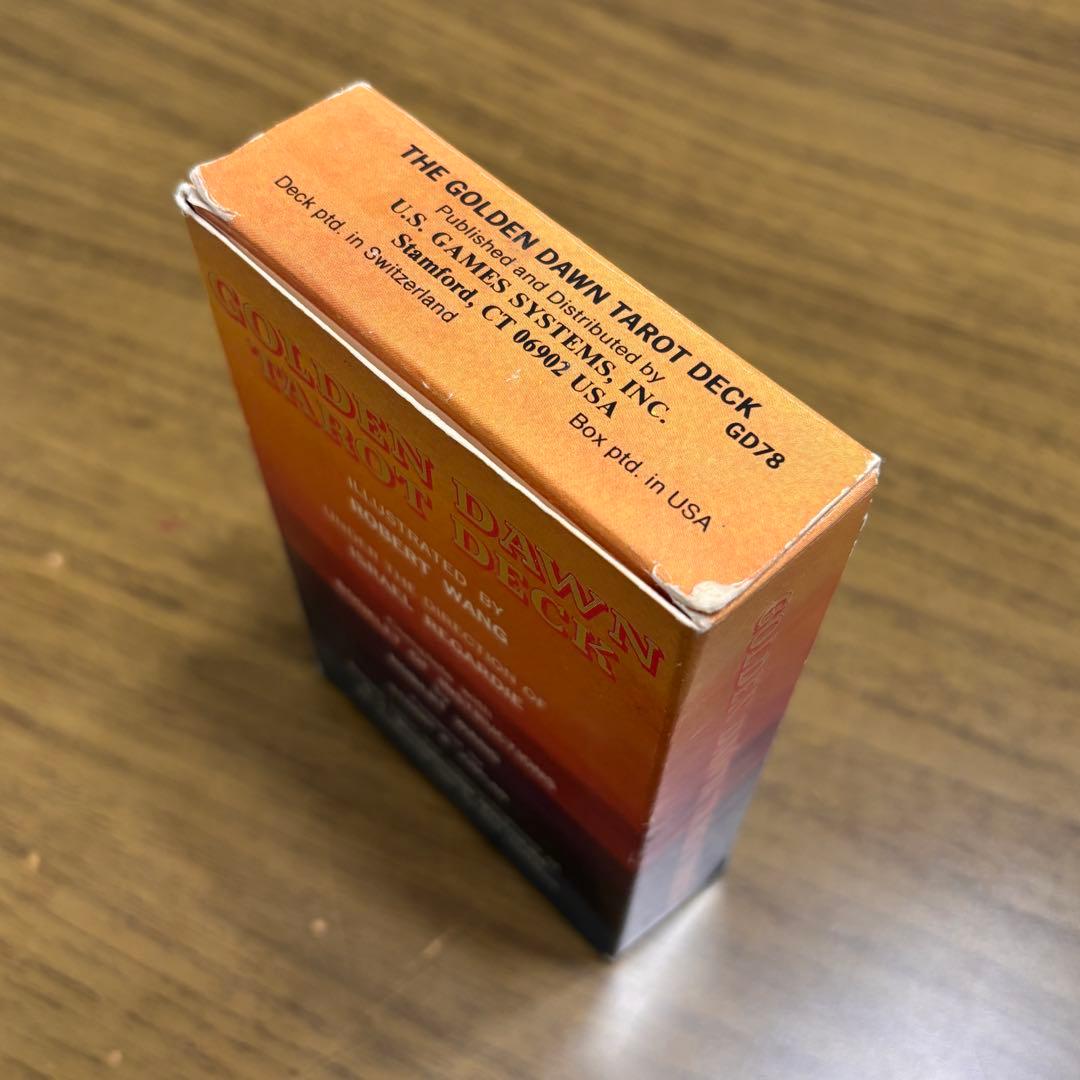 THE GOLDEN DAWN TAROT DECK GD78
Published and Distributed by
U.S. GAMES SYSTEMS, INC.
Stamford, CT 06902 USA
Deck ptd. in Switzerland Box ptd. in USA
GOLDEN DAWN
TAROT DECK
ILLUSTRATED BY
ROBERT WANG
UNDER THE DIRECTION OF
ISRAEL REGARDIE
GOLDEN DAWN